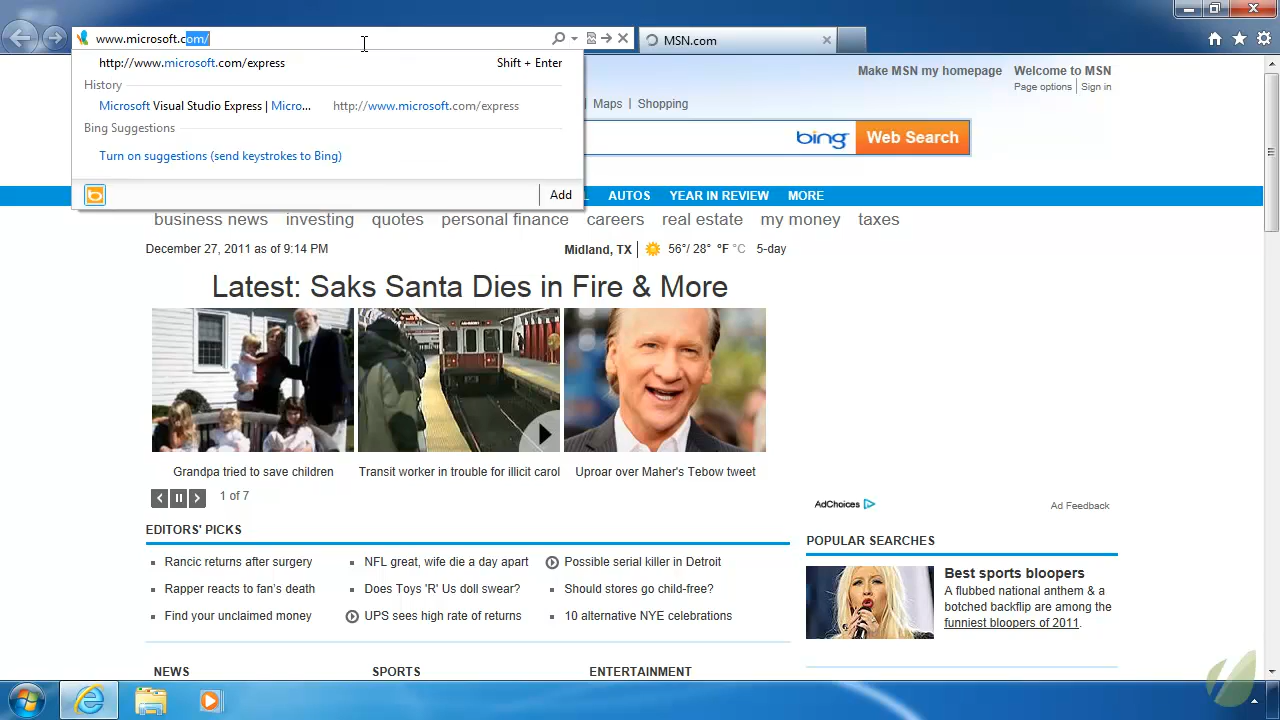 www.microsoft.com/
MSN.com
http://www.microsoft.com/express Shift + Enter
History
Microsoft Visual Studio Express | Micro... http://www.microsoft.com/express
Bing Suggestions
Turn on suggestions (send keystrokes to Bing)
Add
Make MSN my homepage Welcome to MSN
Page options | Sign in
Maps | Shopping
bing Web Search
AUTOS YEAR IN REVIEW MORE
business news investing quotes personal finance careers real estate my money taxes
December 27, 2011 as of 9:14 PM Midland, TX 56°/ 28° °F °C 5-day
Latest: Saks Santa Dies in Fire & More
Grandpa tried to save children Transit worker in trouble for illicit carol Uproar over Maher's Tebow tweet
1 of 7
AdChoices Ad Feedback
EDITORS' PICKS
Rancic returns after surgery NFL great, wife die a day apart Possible serial killer in Detroit
Rapper reacts to fan's death Does Toys 'R' Us doll swear? Should stores go child-free?
Find your unclaimed money UPS sees high rate of returns 10 alternative NYE celebrations
POPULAR SEARCHES
Best sports bloopers
A flubbed national anthem & a
botched backflip are among the
funniest bloopers of 2011.
NEWS SPORTS ENTERTAINMENT